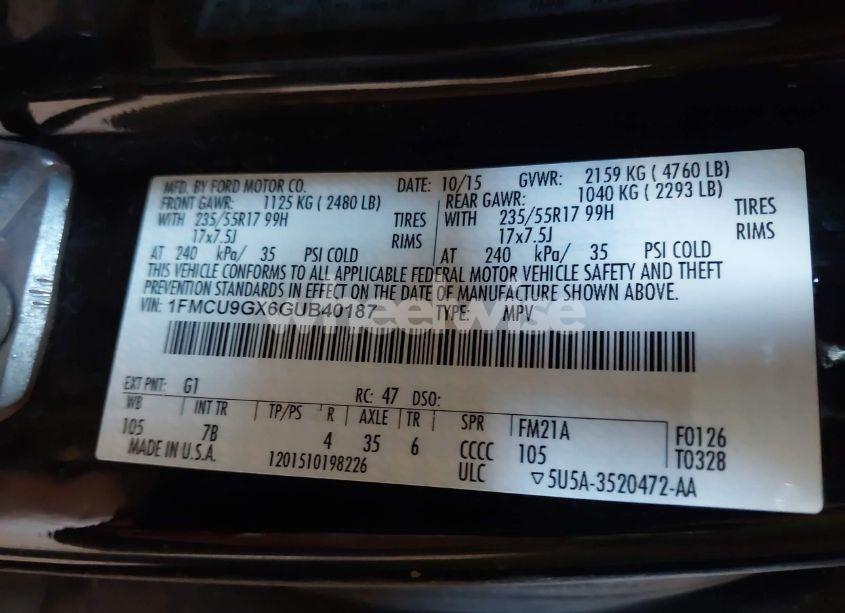 MFD. BY FORD MOTOR CO. DATE: 10/15 GVWR: 2159 KG ( 4760 LB)
FRONT GAWR: 1125 KG ( 2480 LB) REAR GAWR: 1040 KG ( 2293 LB)
WITH 235/55R17 99H TIRES WITH 235/55R17 99H TIRES
17x7.5J RIMS 17x7.5J RIMS
AT 240 kPa/ 35 PSI COLD AT 240 kPa/ 35 PSI COLD
THIS VEHICLE CONFORMS TO ALL APPLICABLE FEDERAL MOTOR VEHICLE SAFETY AND THEFT
PREVENTION STANDARDS IN EFFECT ON THE DATE OF MANUFACTURE SHOWN ABOVE.
VIN: 1FMCU9GX6GUB40187 TYPE: MPV
wheelwise
EXT PNT: G1 RC: 47 DSO:
WB INT TR TP/PS R AXLE TR SPR FM21A F0126
105 7B 4 35 6 CCCC 105 T0328
MADE IN U.S.A. 1201510198226 ULC ▽5U5A-3520472-AA